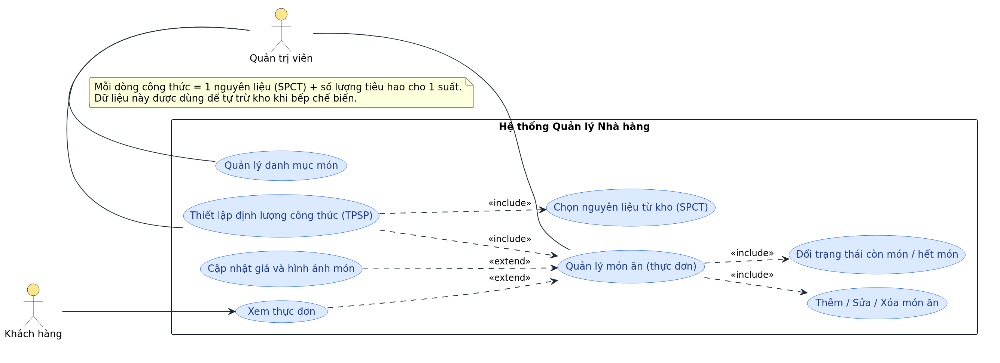 Quản trị viên
Mỗi dòng công thức = 1 nguyên liệu (SPCT) + số lượng tiêu hao cho 1 suất.
Dữ liệu này được dùng để tự trừ kho khi bếp chế biến.
Hệ thống Quản lý Nhà hàng
Quản lý danh mục món
«include»
Chọn nguyên liệu từ kho (SPCT)
Thiết lập định lượng công thức (TPSP)
«include»
«include»
Đổi trạng thái còn món / hết món
«extend»
Cập nhật giá và hình ảnh món
Quản lý món ăn (thực đơn)
«include»
«extend»
Thêm / Sửa / Xóa món ăn
Xem thực đơn
Khách hàng